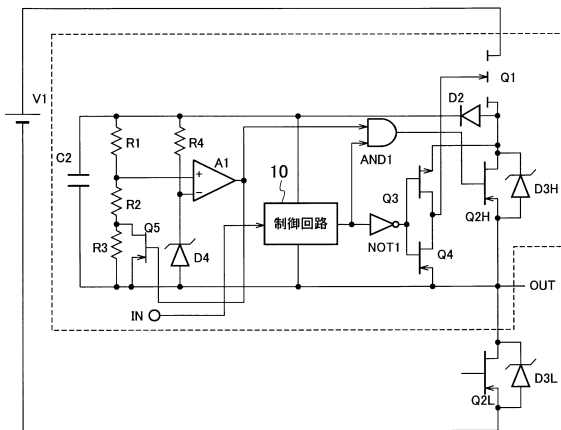 V1
Q1
D2
C2
R1
R4
A1
AND1
10
D3H
Q3
Q2H
R2
+
-
制御回路
Q5
R3
D4
NOT1
Q4
IN
OUT
D3L
Q2L